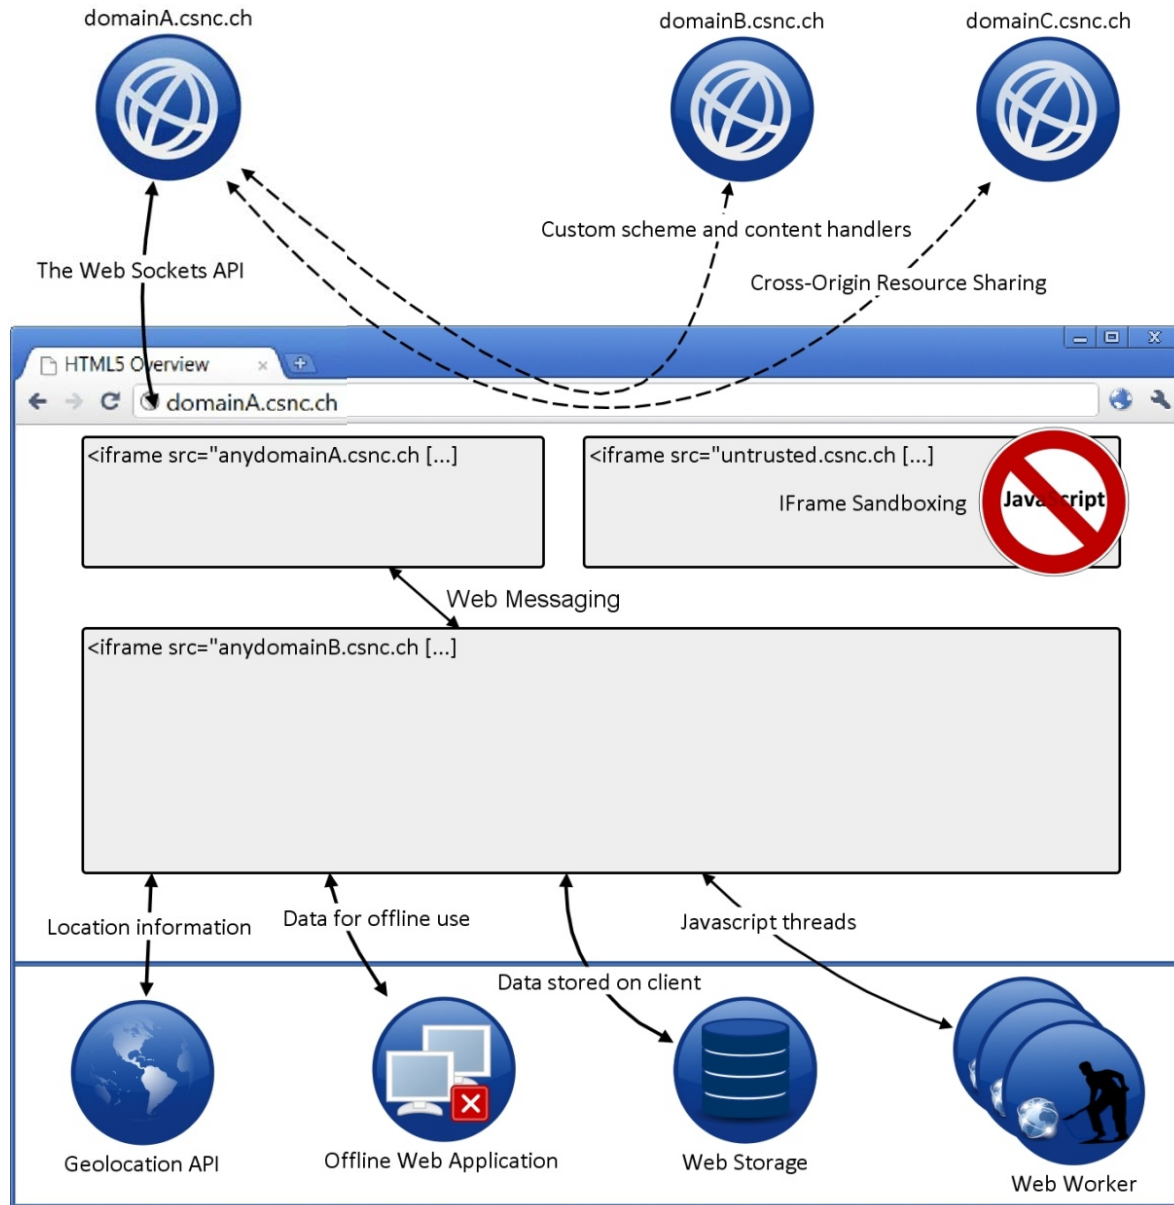 domainA.csnc.ch
domainB.csnc.ch
domainC.csnc.ch
Custom scheme and content handlers
The Web Sockets API
Cross-Origin Resource Sharing
HTML5 Overview
domainA.csnc.ch
<iframe src="anydomainA.csnc.ch [...]
<iframe src="untrusted.csnc.ch [...]
IFrame Sandboxing
JavaScript
Web Messaging
<iframe src="anydomainB.csnc.ch [...]
Location information
Data for offline use
Javascript threads
Data stored on client
Geolocation API
Offline Web Application
Web Storage
Web Worker